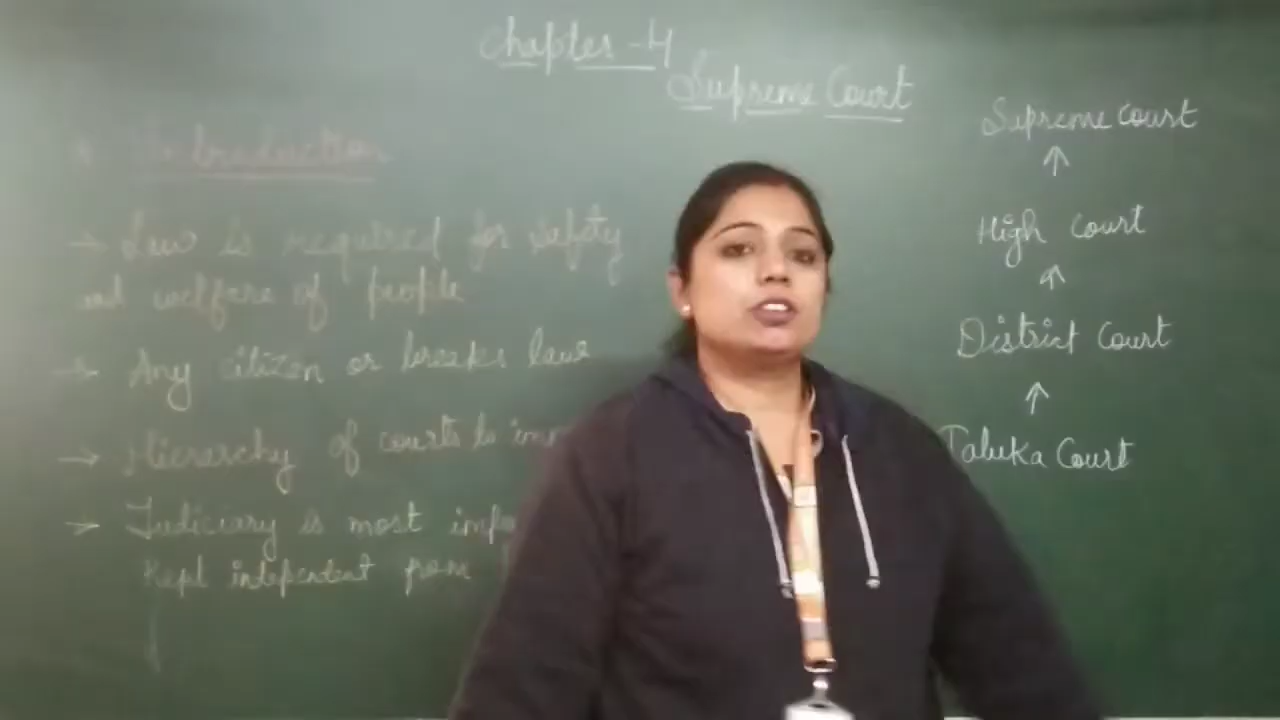 Chapter - 4
Supreme Court
Introduction
→ Law is required for safety
and welfare of people
→ Any citizen or breaks law
→ Hierarchy of courts is
→ Judiciary is most
Kept independent from
Supreme court
↑
High court
↑
District court
↑
Taluka Court